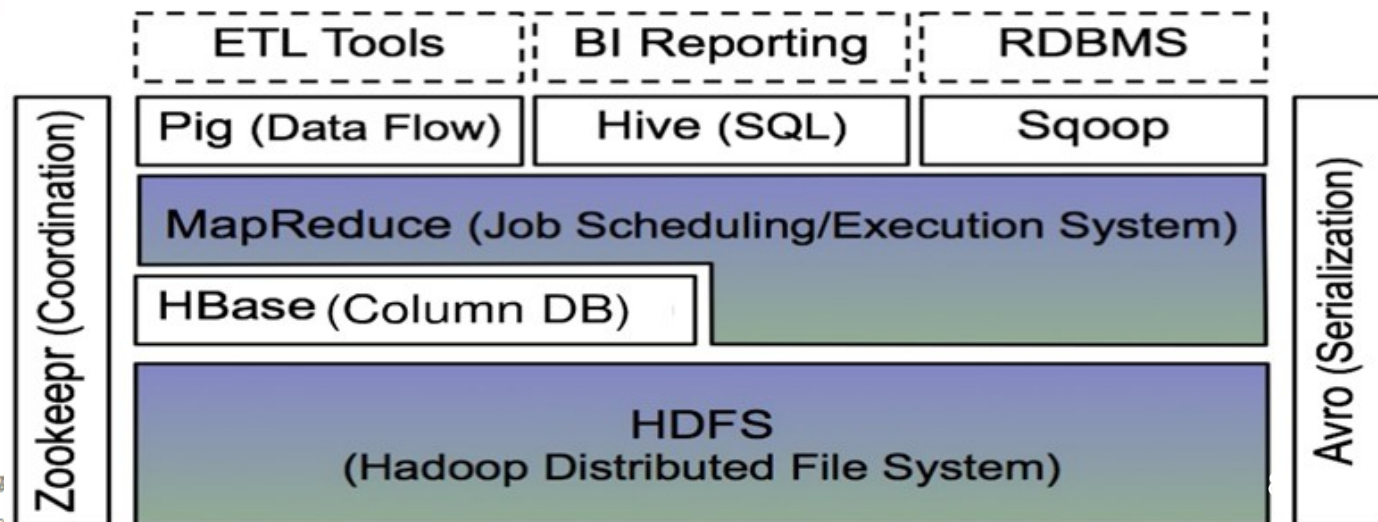 ETL Tools
BI Reporting
RDBMS
Zookeepr (Coordination)
Pig (Data Flow)
Hive (SQL)
Sqoop
Avro (Serialization)
MapReduce (Job Scheduling/Execution System)
HBase (Column DB)
HDFS
(Hadoop Distributed File System)